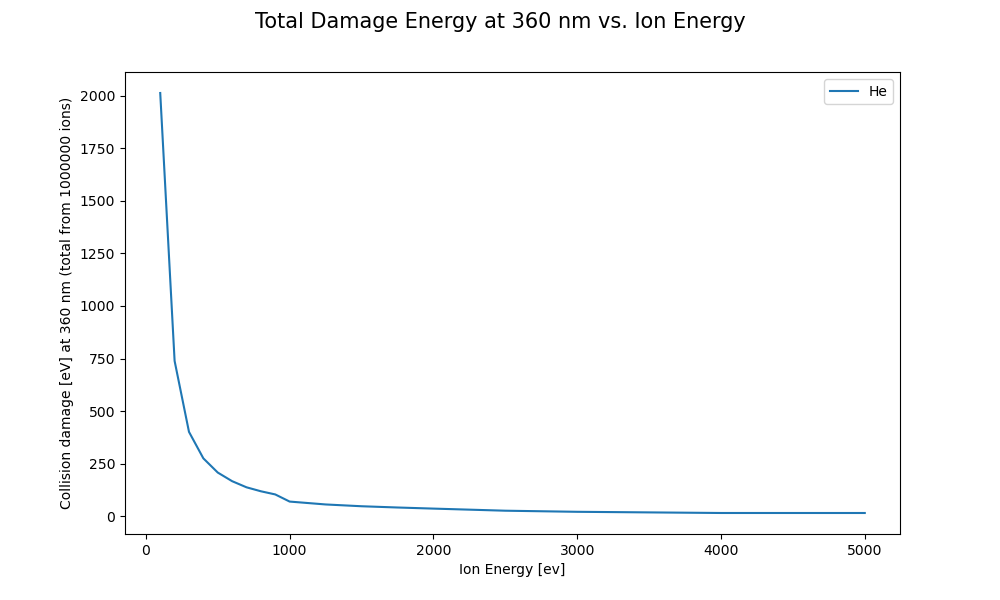 Total Damage Energy at 360 nm vs. Ion Energy
He
Collision damage [eV] at 360 nm (total from 1000000 ions)
2000
1750
1500
1250
1000
750
500
250
0
0 1000 2000 3000 4000 5000
Ion Energy [ev]